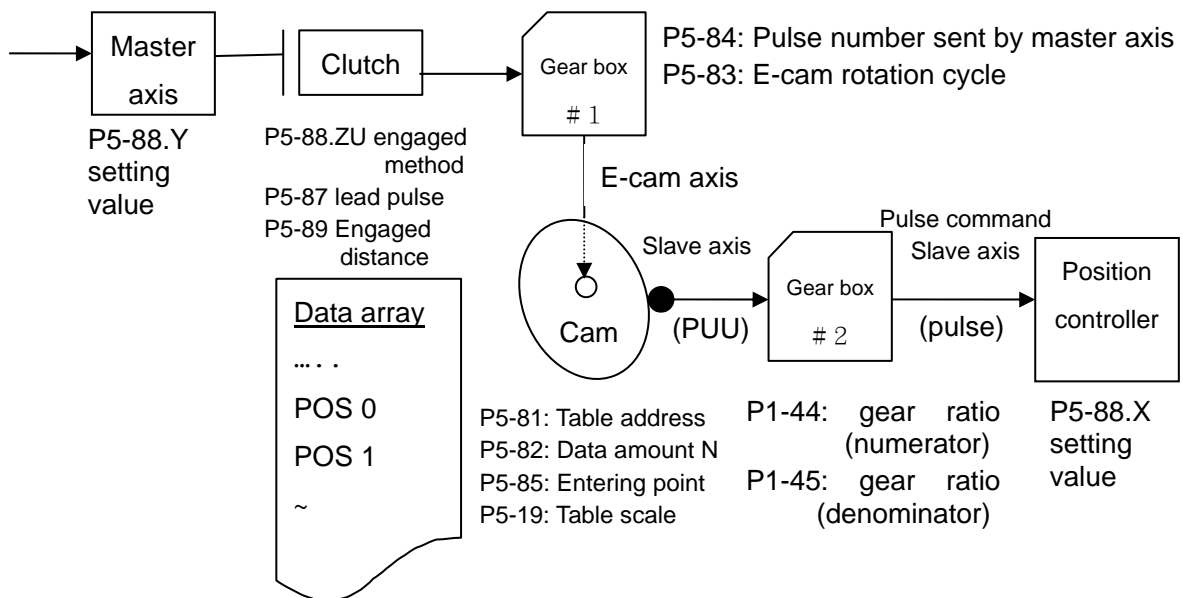 Master
axis
P5-88.Y
setting
value
Clutch
P5-88.ZU engaged
method
P5-87 lead pulse
P5-89 Engaged
distance
Gear box
#1
P5-84: Pulse number sent by master axis
P5-83: E-cam rotation cycle
E-cam axis
Cam
Slave axis
(PUU)
Gear box
#2
Pulse command
Slave axis
(pulse)
Position
controller
Data array
.....
POS 0
POS 1
~
P5-81: Table address
P5-82: Data amount N
P5-85: Entering point
P5-19: Table scale
P1-44: gear ratio
(numerator)
P1-45: gear ratio
(denominator)
P5-88.X
setting
value